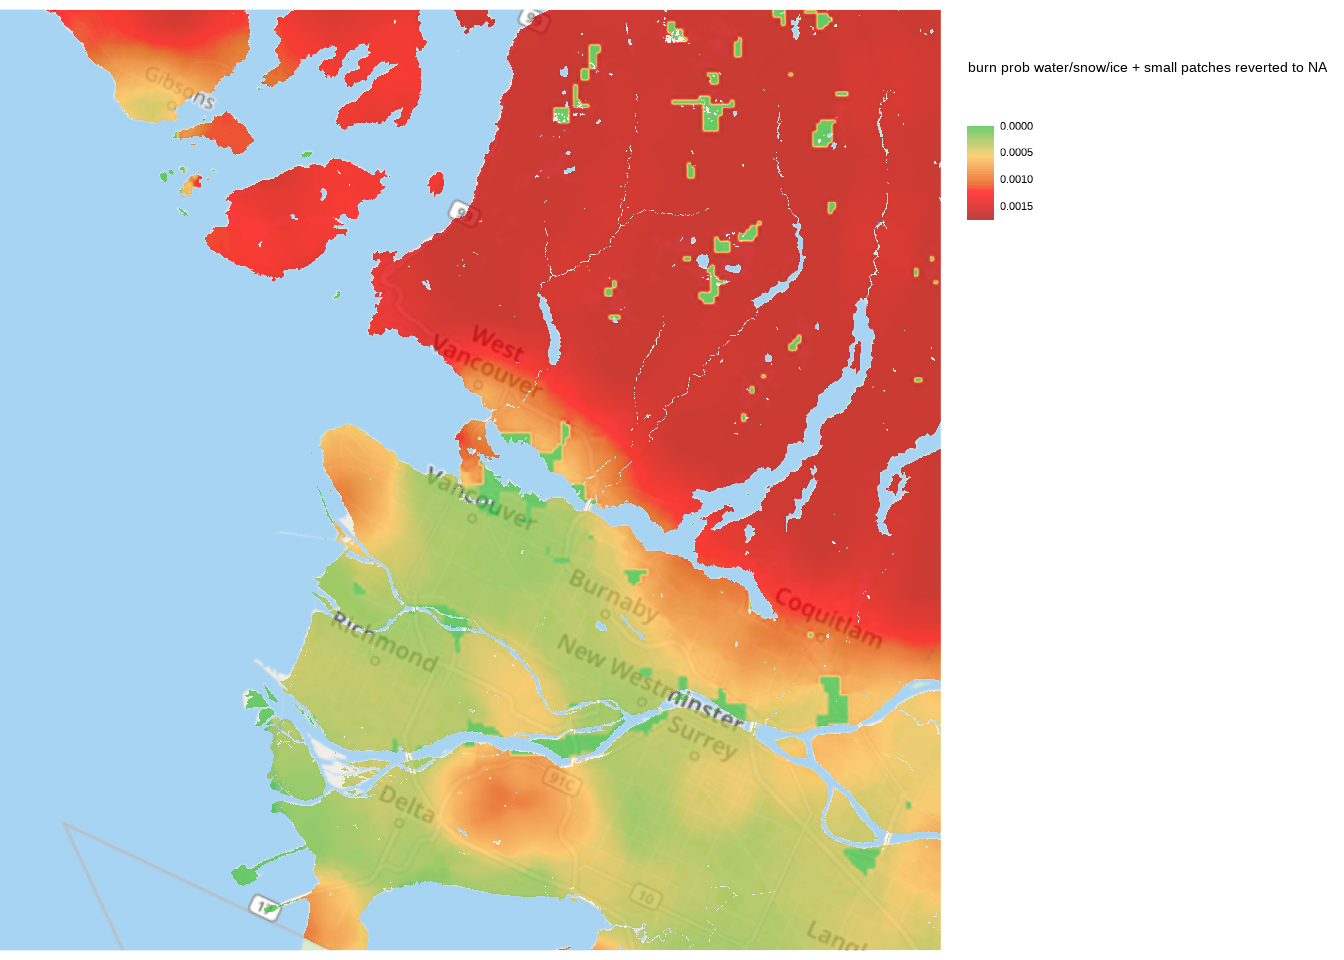 99
burn prob water/snow/ice + small patches reverted to NA
Gibsons
0.0000
0.0005
0.0010
0.0015
99
West
Vancouver
Vancouver
Burnaby
Coquitlam
Richmond
New Westminster
Surrey
91C
Delta
10
17
Langl